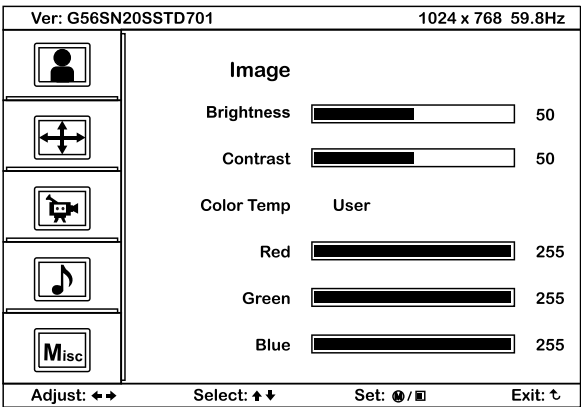 Ver: G56SN20SSTD701 1024 x 768 59.8Hz
Image
Brightness 50
Contrast 50
Color Temp User
Red 255
Green 255
Blue 255
Misc
Adjust: Select: Set: M/ Exit: